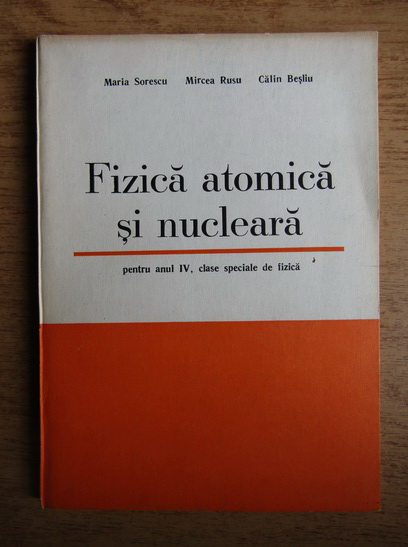 Maria Sorescu Mircea Rusu Călin Beșliu
Fizică atomică
și nucleară
pentru anul IV, clase speciale de fizică